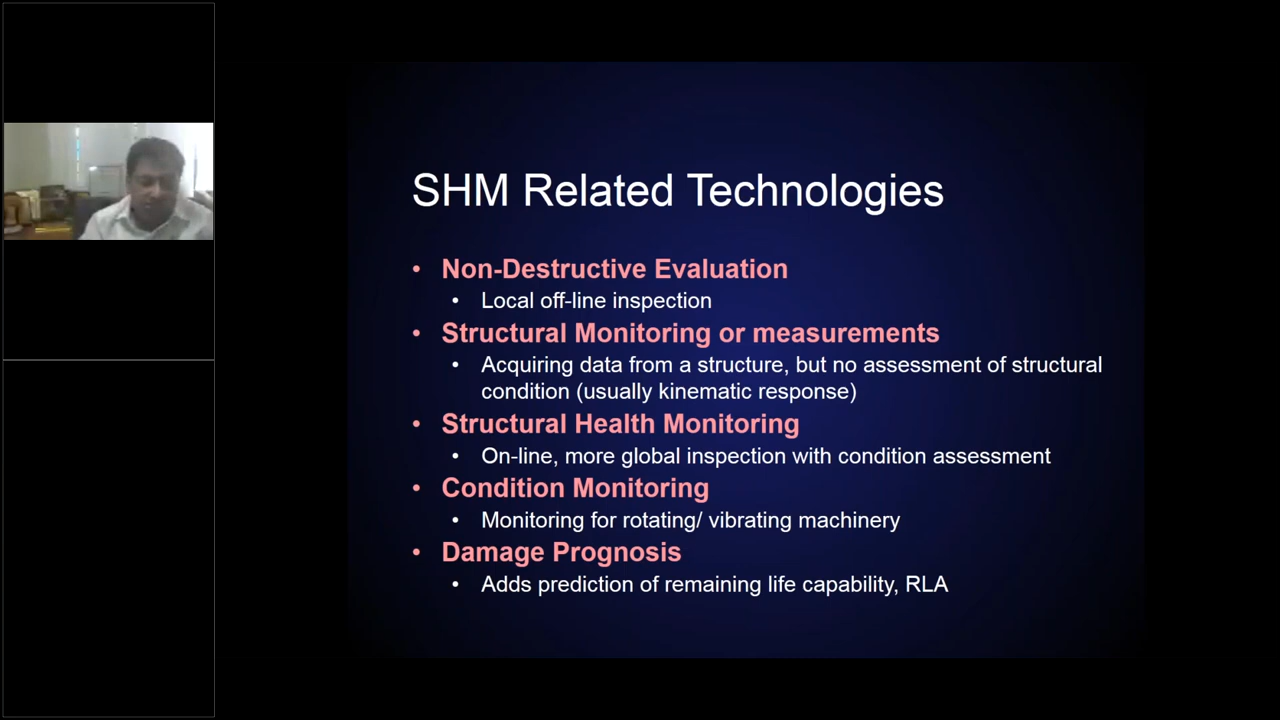 SHM Related Technologies
• Non-Destructive Evaluation
• Local off-line inspection
• Structural Monitoring or measurements
• Acquiring data from a structure, but no assessment of structural
condition (usually kinematic response)
• Structural Health Monitoring
• On-line, more global inspection with condition assessment
• Condition Monitoring
• Monitoring for rotating/ vibrating machinery
• Damage Prognosis
• Adds prediction of remaining life capability, RLA